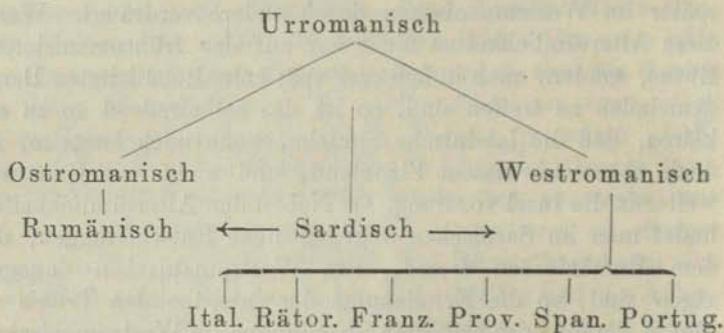 Urromanisch
Ostromanisch Westromanisch
Rumänisch Sardisch
Ital. Rätor. Franz. Prov. Span. Portug.